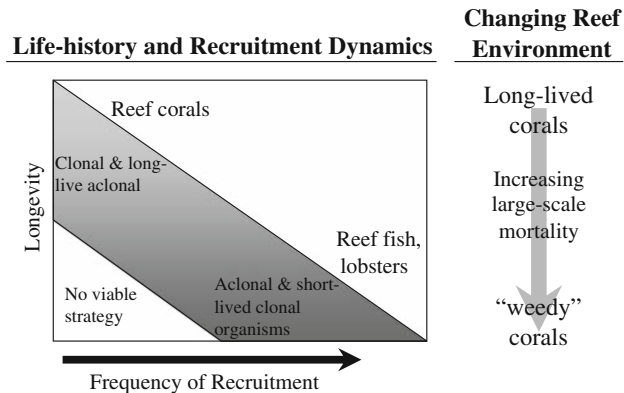 Life-history and Recruitment Dynamics
Reef corals
Clonal & long-
live aclonal
Reef fish,
lobsters
Aclonal & short-
lived clonal
organisms
No viable
strategy
Longevity
Frequency of Recruitment
Changing Reef
Environment
Long-lived
corals
Increasing
large-scale
mortality
“weedy”
corals